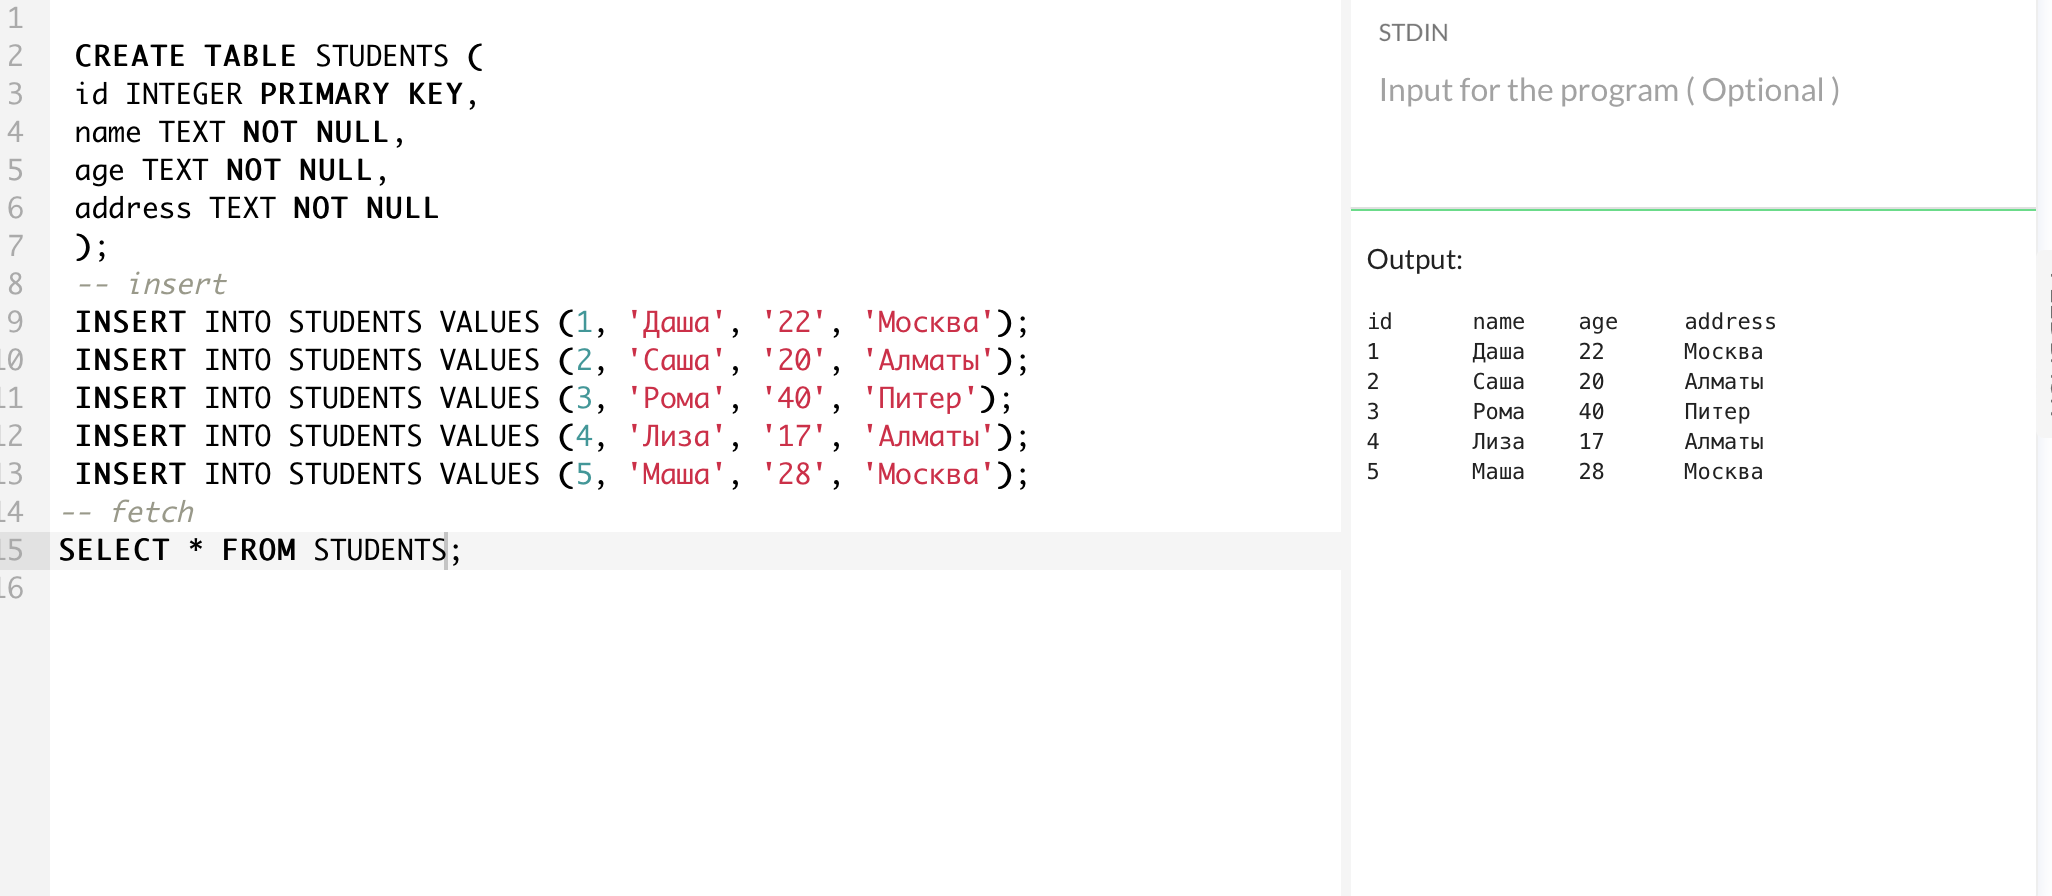 1
2 CREATE TABLE STUDENTS (
3 id INTEGER PRIMARY KEY,
4 name TEXT NOT NULL,
5 age TEXT NOT NULL,
6 address TEXT NOT NULL
7 );
8 -- insert
9 INSERT INTO STUDENTS VALUES (1, 'Даша', '22', 'Москва');
10 INSERT INTO STUDENTS VALUES (2, 'Саша', '20', 'Алматы');
11 INSERT INTO STUDENTS VALUES (3, 'Рома', '40', 'Питер');
12 INSERT INTO STUDENTS VALUES (4, 'Лиза', '17', 'Алматы');
13 INSERT INTO STUDENTS VALUES (5, 'Маша', '28', 'Москва');
14 -- fetch
15 SELECT * FROM STUDENTS;
16
STDIN
Input for the program ( Optional )
Output:
id name age address
1 Даша 22 Москва
2 Саша 20 Алматы
3 Рома 40 Питер
4 Лиза 17 Алматы
5 Маша 28 Москва